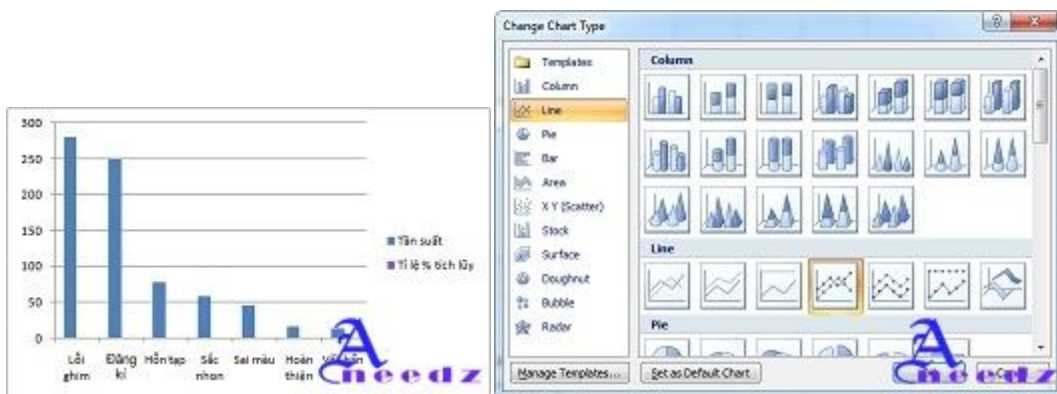 300
250
200
150
100
50
0
Lỗi ghim
Đăng kí
Hỗn tạp
Sắc nhọn
Sai màu
Hoàn thiện
Tần suất
Tỉ lệ % tích lũy
A
needz
Change Chart Type
Templates
Column
Line
Pie
Bar
Area
X Y (Scatter)
Stock
Surface
Doughnut
Bubble
Radar
Column
Line
Pie
Manage Templates...
Set as Default Chart
A
needz